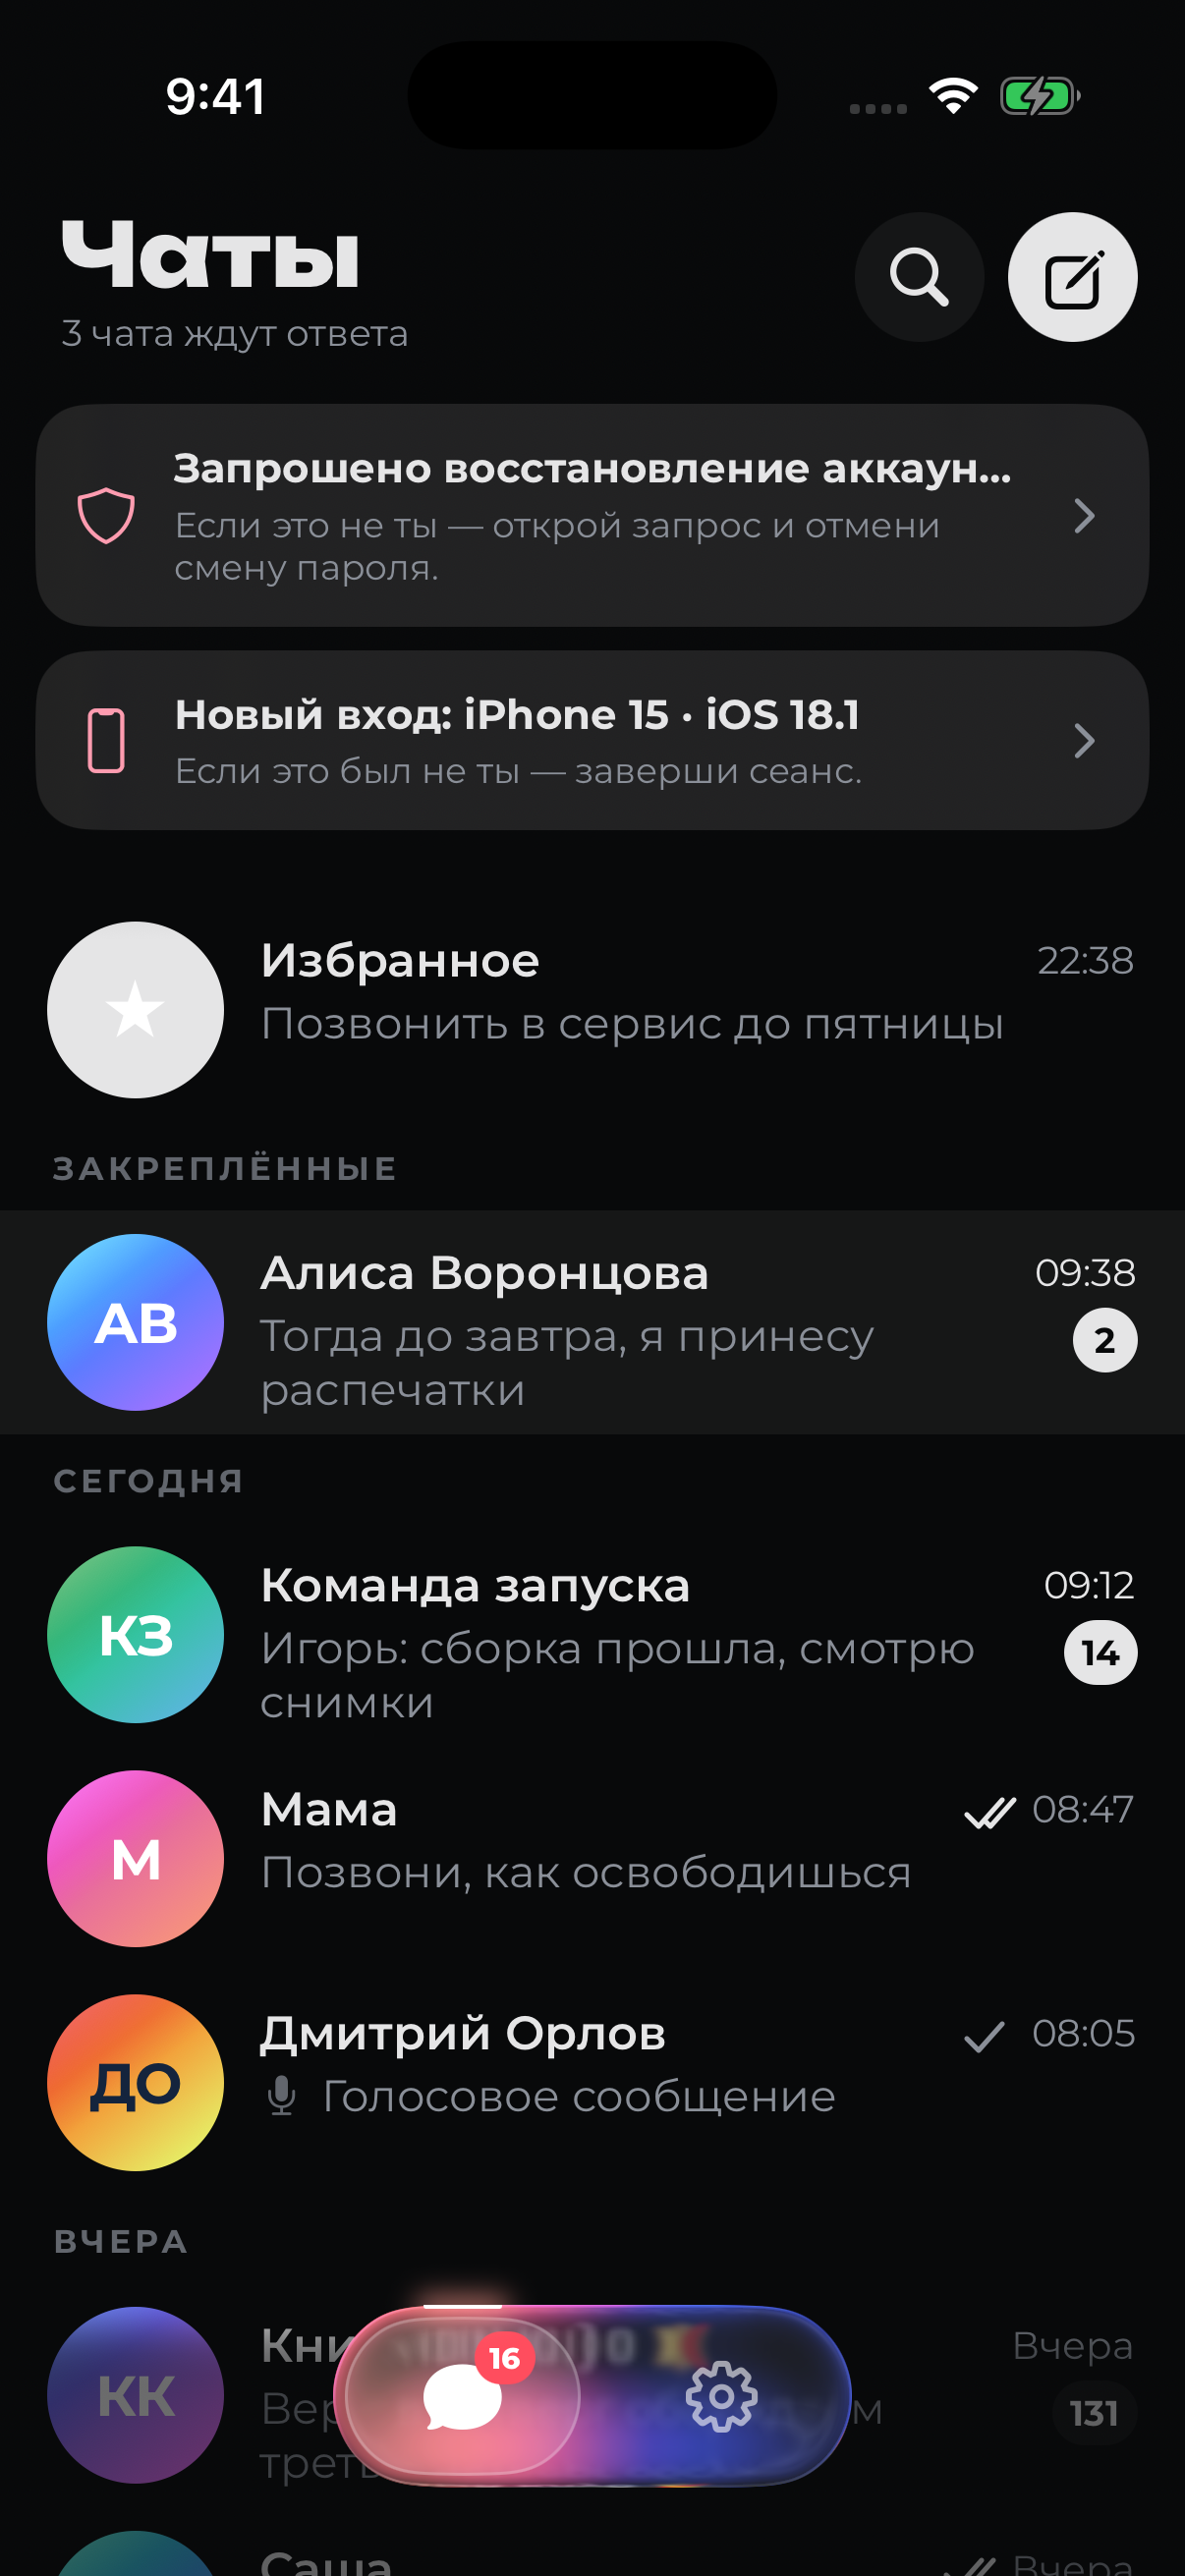 9:41
Чаты
3 чата ждут ответа
Запрошено восстановление аккаун...
Если это не ты — открой запрос и отмени
смену пароля.
Новый вход: iPhone 15 • iOS 18.1
Если это был не ты — заверши сеанс.
Избранное
22:38
Позвонить в сервис до пятницы
ЗАКРЕПЛЁННЫЕ
АВ
Алиса Воронцова
09:38
Тогда до завтра, я принесу
2
распечатки
СЕГОДНЯ
КЗ
Команда запуска
09:12
Игорь: сборка прошла, смотрю
14
снимки
М
Мама
08:47
Позвони, как освободишься
ДО
Дмитрий Орлов
08:05
Голосовое сообщение
ВЧЕРА
КК
Вчера
16
131
Саша
Вчера